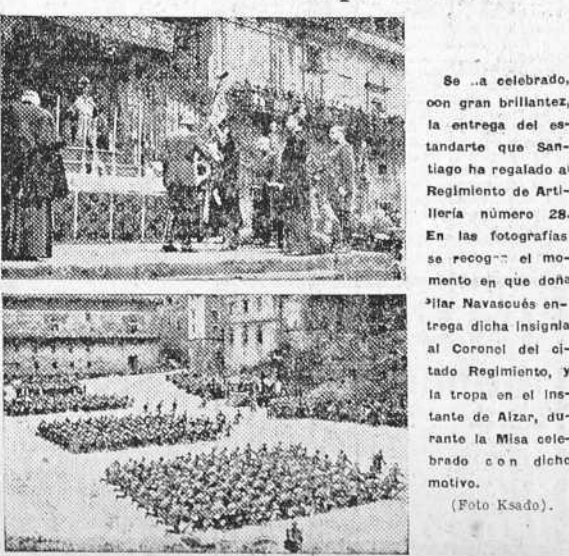 Se ..a celebrado,
con gran brillantez,
la entrega del es-
tandarte que San-
tiago ha regalado al
Regimiento de Arti-
llería número 28.
En las fotografías
se recog-- el mo-
mento en que doña
Pilar Navascués en-
trega dicha insignia
al Coronel del ci-
tado Regimiento, y
la tropa en el ins-
tante de Alzar, du-
rante la Misa cele-
brado con dicho
motivo.
(Foto Ksado).